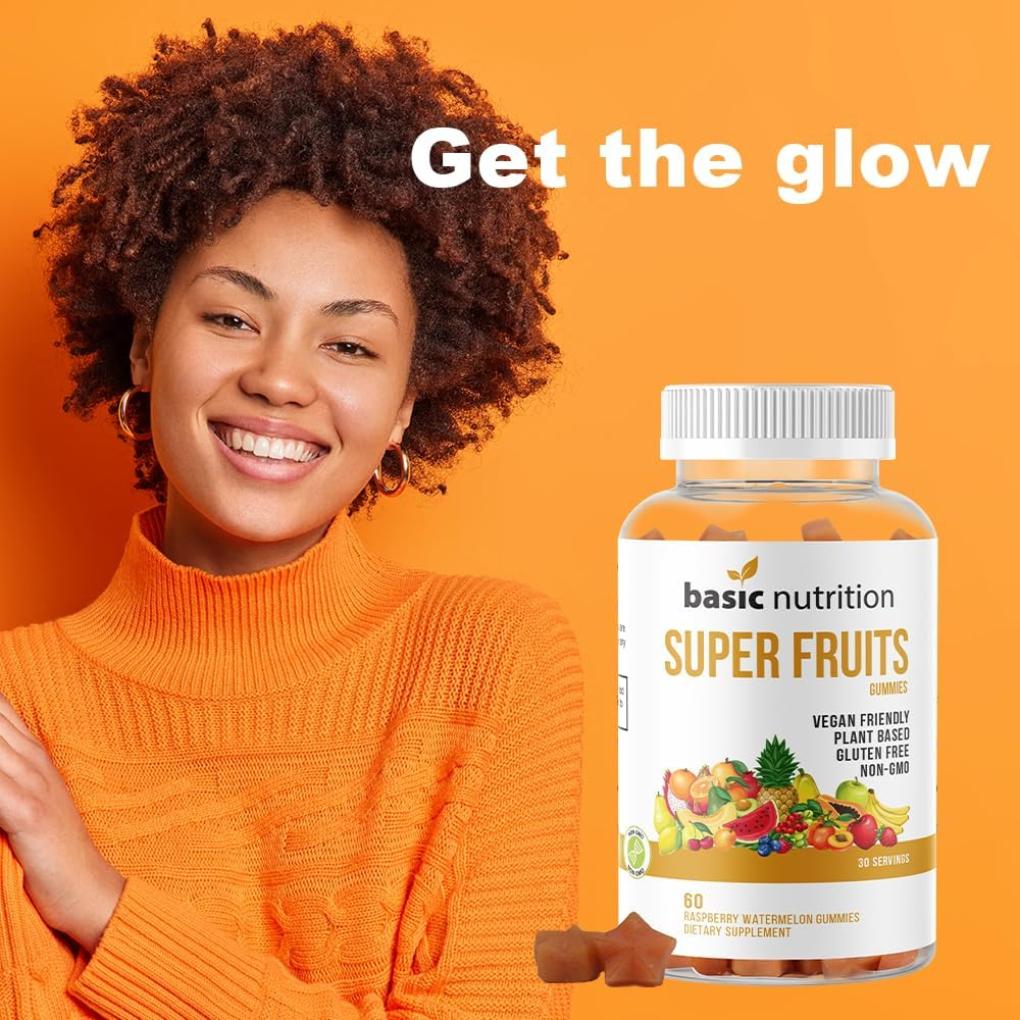 Get the glow
basic nutrition
SUPER FRUITS
GUMMIES
VEGAN FRIENDLY
PLANT BASED
GLUTEN FREE
NON-GMO
30 SERVINGS
60
RASPBERRY WATERMELON GUMMIES
DIETARY SUPPLEMENT